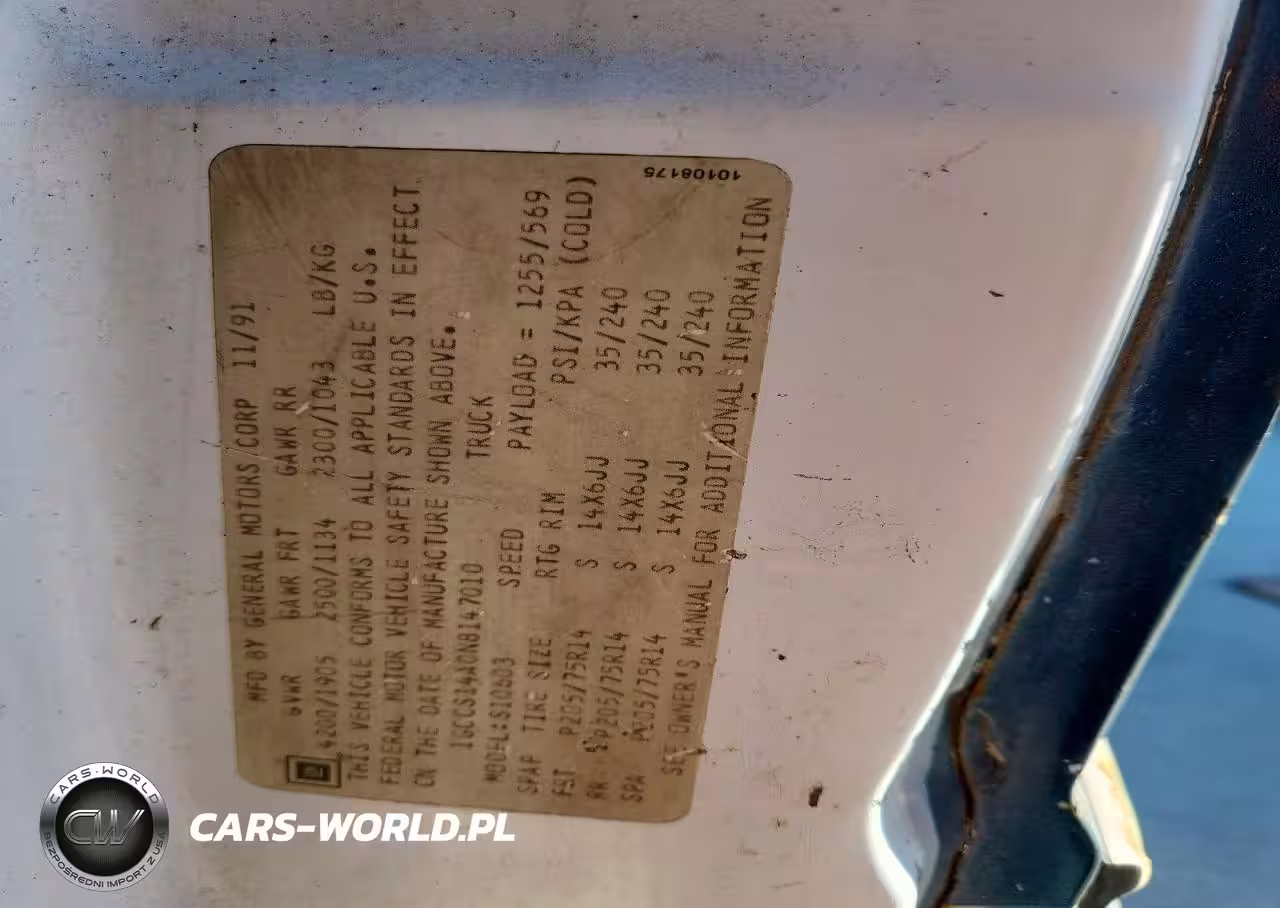 MFD BY GENERAL MOTORS CORP 11/91
GVWR GAWR FRT GAWR RR
4200/1905 2500/1134 2300/1043 LB/KG
THIS VEHICLE CONFORMS TO ALL APPLICABLE U.S.
FEDERAL MOTOR VEHICLE SAFETY STANDARDS IN EFFECT
ON THE DATE OF MANUFACTURE SHOWN ABOVE.
1GCCS14A0N8147010 TRUCK
MODEL:S10603
SPEED PAYLOAD = 1255/569
SPAP TIRE SIZE RTG RIM PSI/KPA (COLD)
FRT P205/75R14 S 14X6JJ 35/240
RR P205/75R14 S 14X6JJ 35/240
SPA P205/75R14 S 14X6JJ 35/240
SEE OWNER'S MANUAL FOR ADDITIONAL INFORMATION
10108175
CARS-WORLD
CW
BEZPOŚREDNI IMPORT Z USA
CARS-WORLD.PL